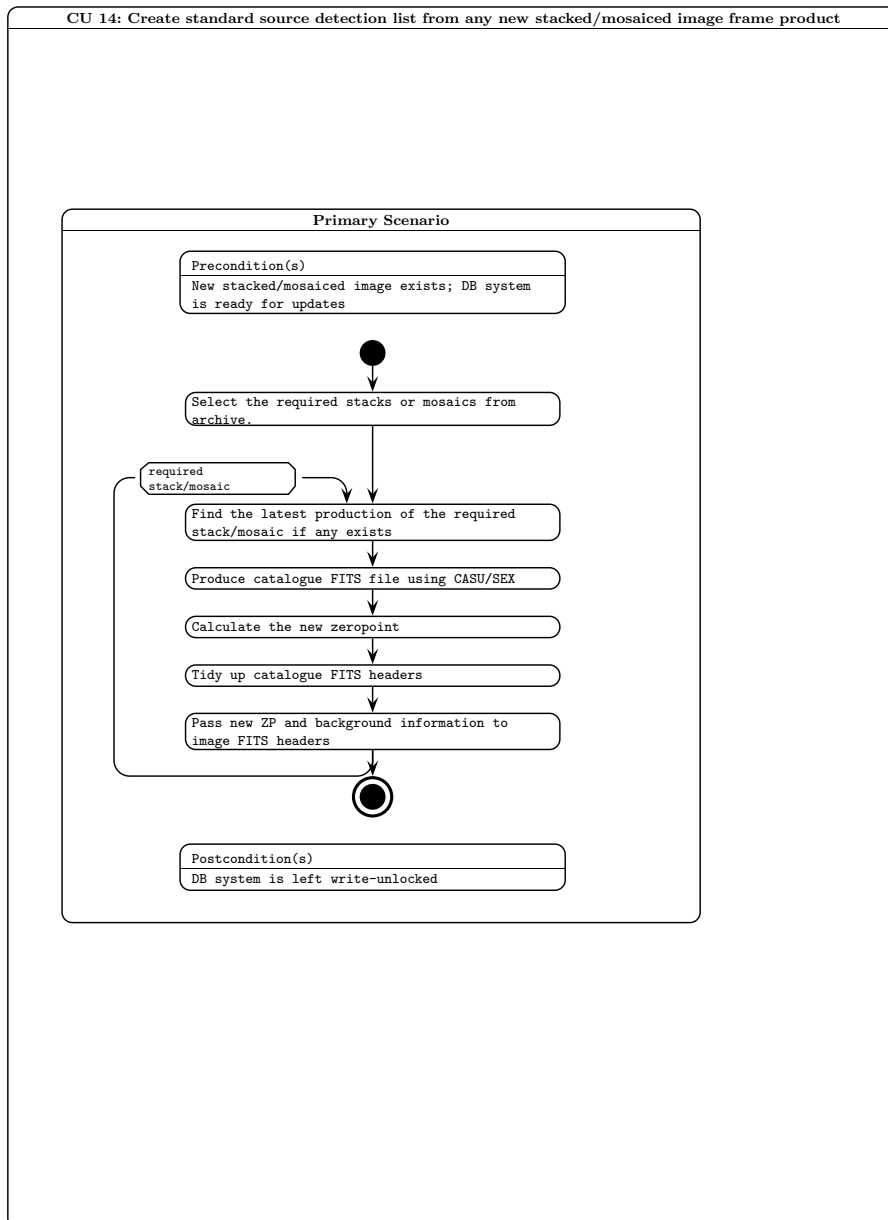 CU 14: Create standard source detection list from any new stacked/mosaiced image frame product
Primary Scenario
Precondition(s)
New stacked/mosaiced image exists; DB system
is ready for updates
Select the required stacks or mosaics from
archive.
required
stack/mosaic
Find the latest production of the required
stack/mosaic if any exists
Produce catalogue FITS file using CASU/SEX
Calculate the new zeropoint
Tidy up catalogue FITS headers
Pass new ZP and background information to
image FITS headers
Postcondition(s)
DB system is left write-unlocked